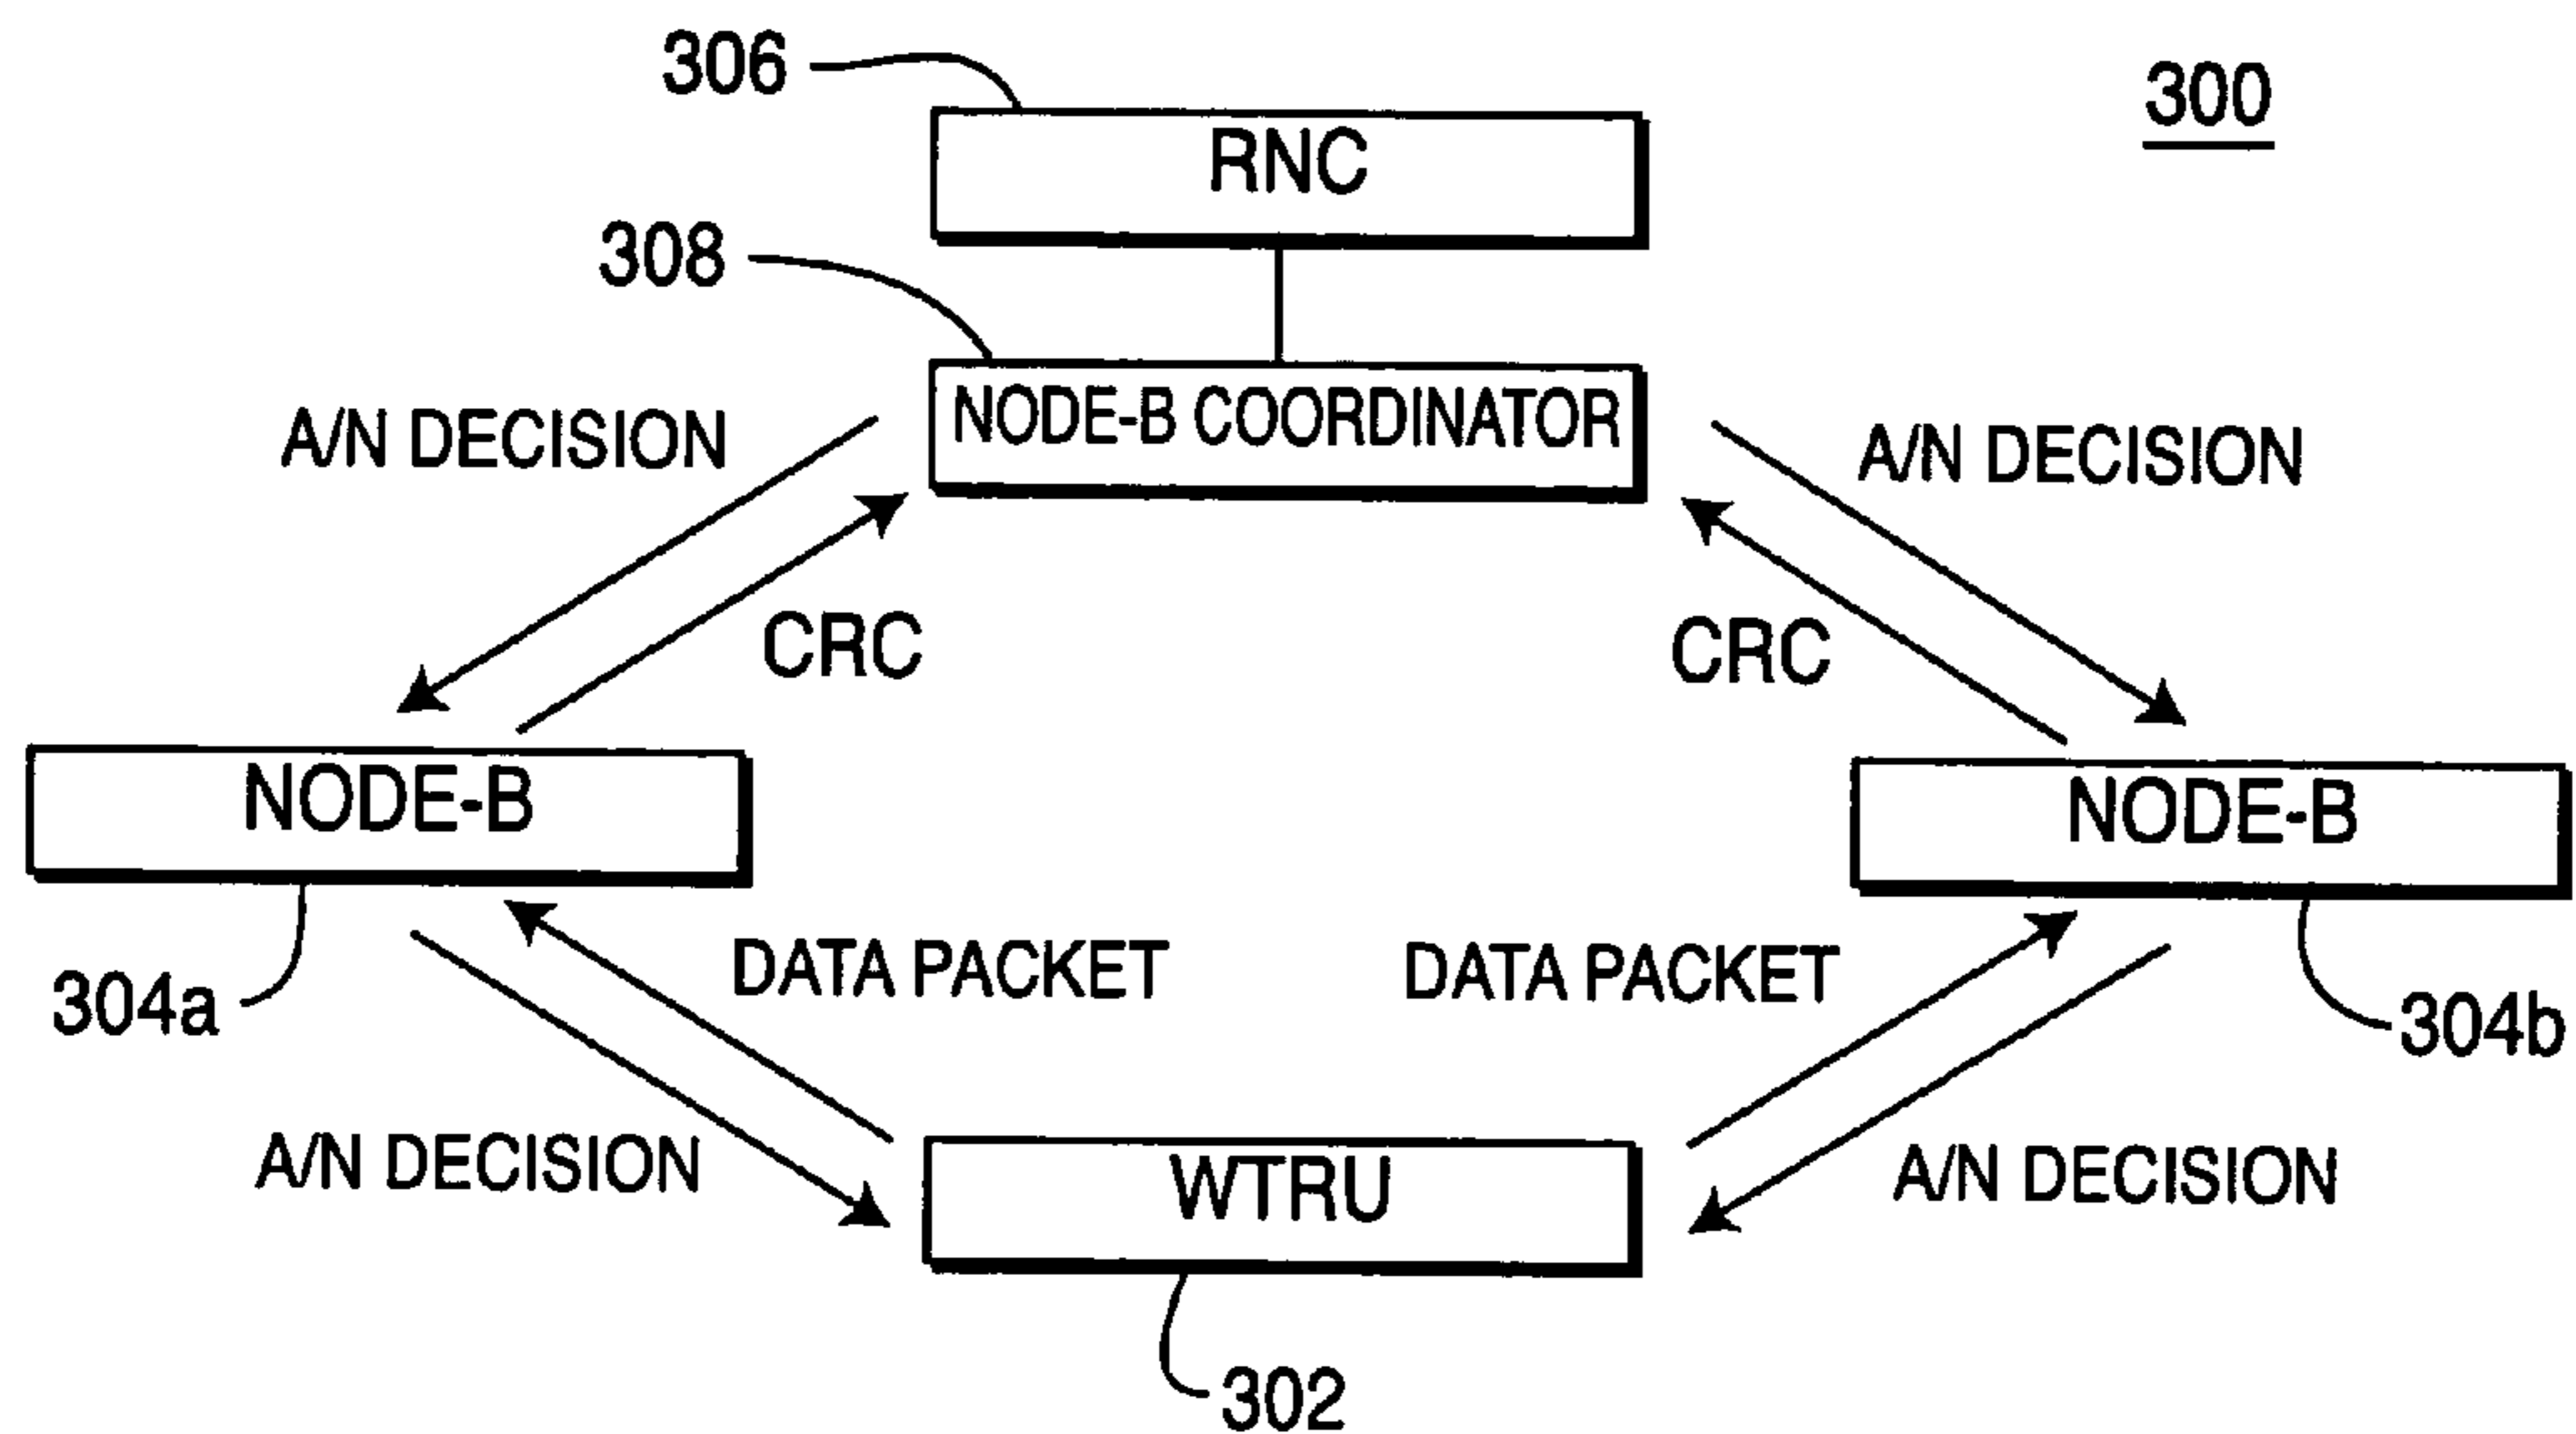 306
300
RNC
308
NODE-B COORDINATOR
A/N DECISION
A/N DECISION
CRC
CRC
NODE-B
NODE-B
DATA PACKET
DATA PACKET
304a
304b
A/N DECISION
A/N DECISION
WTRU
302